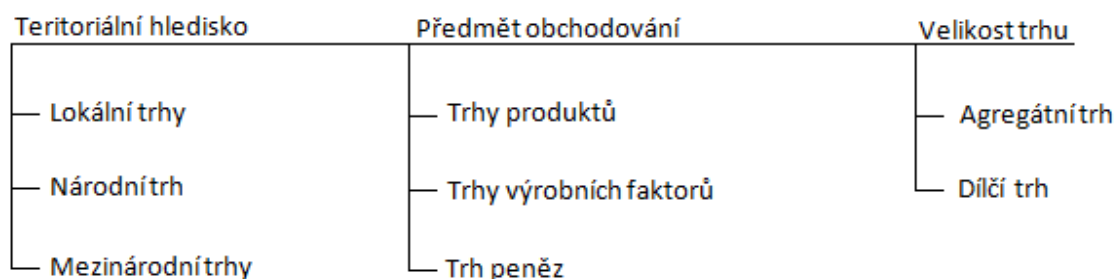 Teritoriální hledisko
Lokální trhy
Národní trh
Mezinárodní trhy
Předmět obchodování
Trhy produktů
Trhy výrobních faktorů
Trh peněz
Velikost trhu
Agregátní trh
Dílčí trh